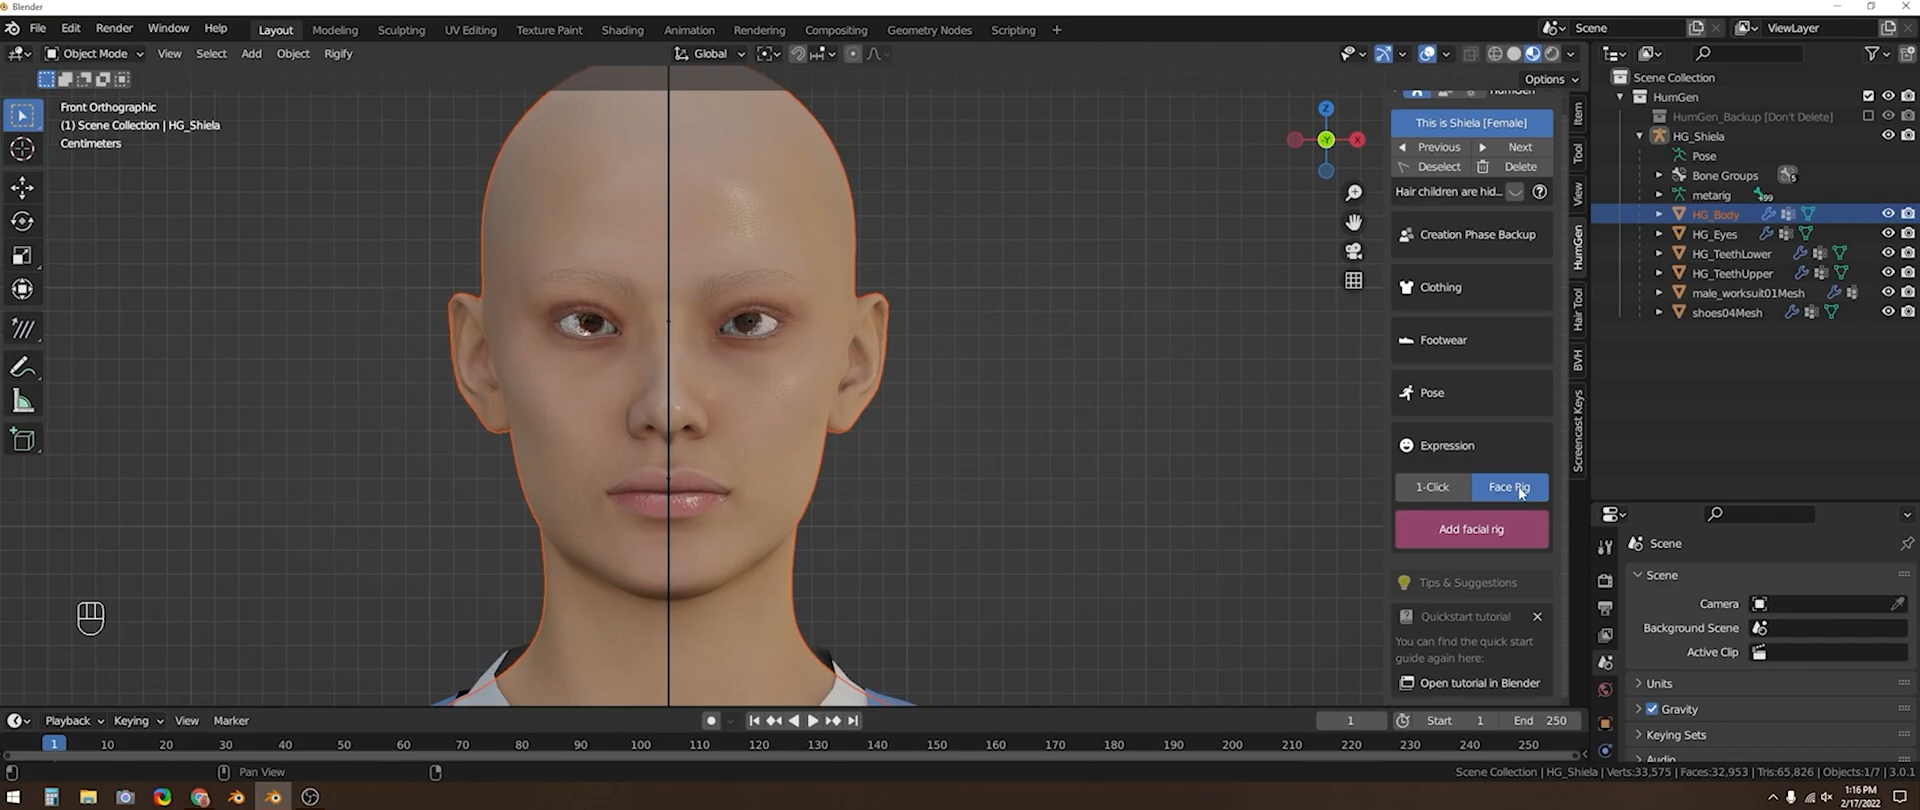 Blender
File Edit Render Window Help Layout Modeling Sculpting UV Editing Texture Paint Shading Animation Rendering Compositing Geometry Nodes Scripting + Scene ViewLayer
Object Mode View Select Add Object Rigify Global
Options
Front Orthographic
(1) Scene Collection | HG_Shiela
Centimeters
Z
X
Y
HumGen
This is Shiela [Female]
Previous Next
Deselect Delete
Hair children are hid...
Creation Phase Backup
Clothing
Footwear
Pose
Expression
1-Click Face Rig
Add facial rig
Tips & Suggestions
Quickstart tutorial
You can find the quick start
guide again here:
Open tutorial in Blender
Item
Tool
View
HumGen
Hair Tool
BVH
Screencast Keys
Scene Collection
HumGen
HumGen_Backup [Don't Delete]
HG_Shiela
Pose
Bone Groups 5
metarig 99
HG_Body
HG_Eyes
HG_TeethLower
HG_TeethUpper
male_worksuit01Mesh
shoes04Mesh
Scene
Scene
Camera
Background Scene
Active Clip
Units
Gravity
Keying Sets
Audio
Playback Keying View Marker 1 Start 1 End 250
1 10 20 30 40 50 60 70 80 90 100 110 120 130 140 150 160 170 180 190 200 210 220 230 240 250
Pan View
Scene Collection | HG_Shiela | Verts:33,575 | Faces:32,953 | Tris:65,826 | Objects:1/7 | 3.0.1
1:16 PM
2/17/2022